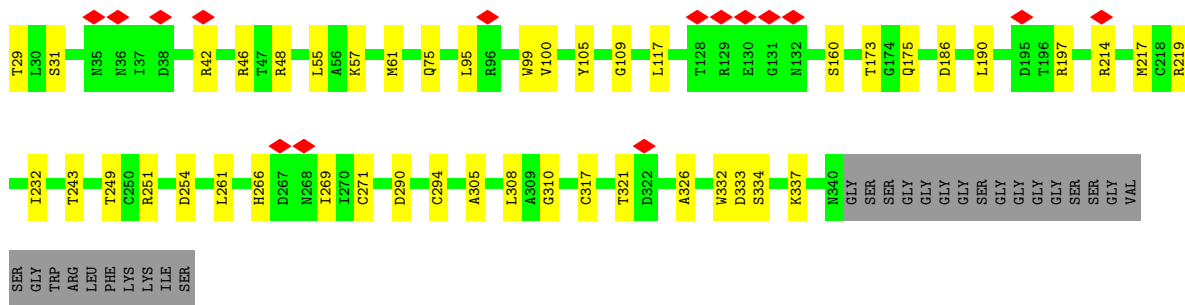 T29 L30 S31 N35 N36 I37 D38 R42 R46 T47 R48 L55 A56 K57 M61 Q75 L95 R96 W99 V100 Y105 G109 L117 T128 R129 E130 G131 N132 S160 T173 G174 Q175 D186 L190 D195 T196 R197 R214 M217 C218 R219
I232 T243 T249 C250 R251 D254 L261 H266 D267 N268 I269 I270 C271 D290 C294 A305 L308 A309 G310 C317 T321 D322 A326 W332 D333 S334 K337 N340 GLY SER SER GLY GLY GLY GLY SER GLY GLY GLY GLY SER SER GLY VAL
SER GLY TRP ARG LEU PHE LYS LYS ILE SER